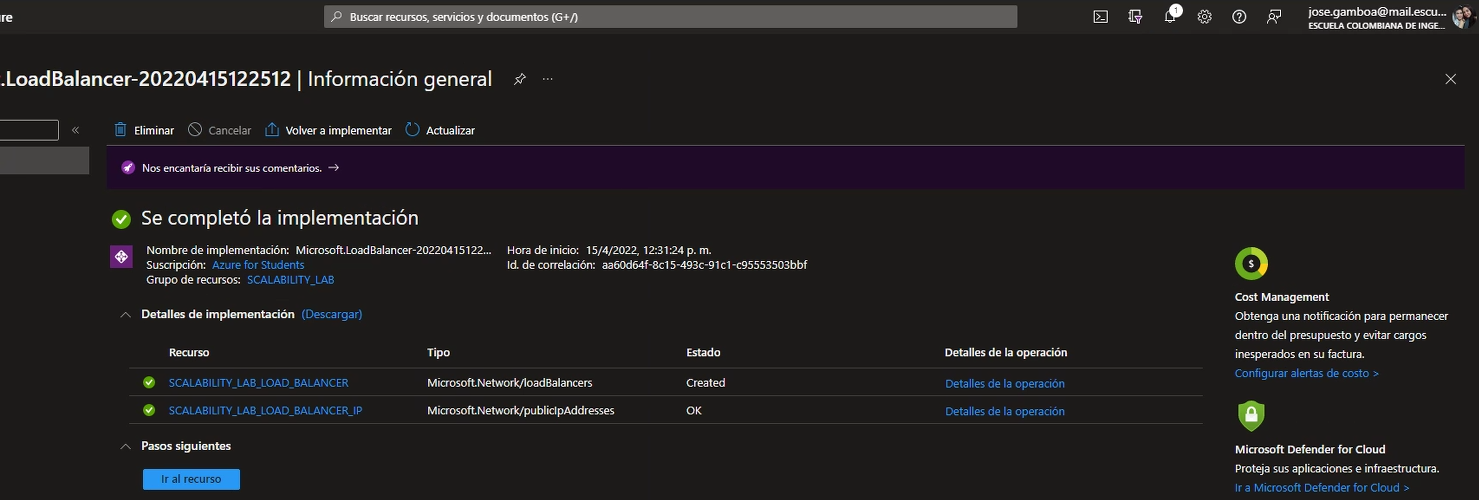 re
Buscar recursos, servicios y documentos (G+/)
1
jose.gamboa@mail.escu...
ESCUELA COLOMBIANA DE INGE...
.LoadBalancer-20220415122512 | Información general
Eliminar
Cancelar
Volver a implementar
Actualizar
Nos encantaría recibir sus comentarios. →
Se completó la implementación
Nombre de implementación: Microsoft.LoadBalancer-20220415122...
Hora de inicio: 15/4/2022, 12:31:24 p. m.
Suscripción: Azure for Students
Id. de correlación: aa60d64f-8c15-493c-91c1-c95553503bbf
Grupo de recursos: SCALABILITY_LAB
Detalles de implementación (Descargar)
Recurso Tipo Estado Detalles de la operación
SCALABILITY_LAB_LOAD_BALANCER Microsoft.Network/loadBalancers Created Detalles de la operación
SCALABILITY_LAB_LOAD_BALANCER_IP Microsoft.Network/publicIpAddresses OK Detalles de la operación
Pasos siguientes
Ir al recurso
$
Cost Management
Obtenga una notificación para permanecer
dentro del presupuesto y evitar cargos
inesperados en su factura.
Configurar alertas de costo >
Microsoft Defender for Cloud
Proteja sus aplicaciones e infraestructura.
Ir a Microsoft Defender for Cloud >